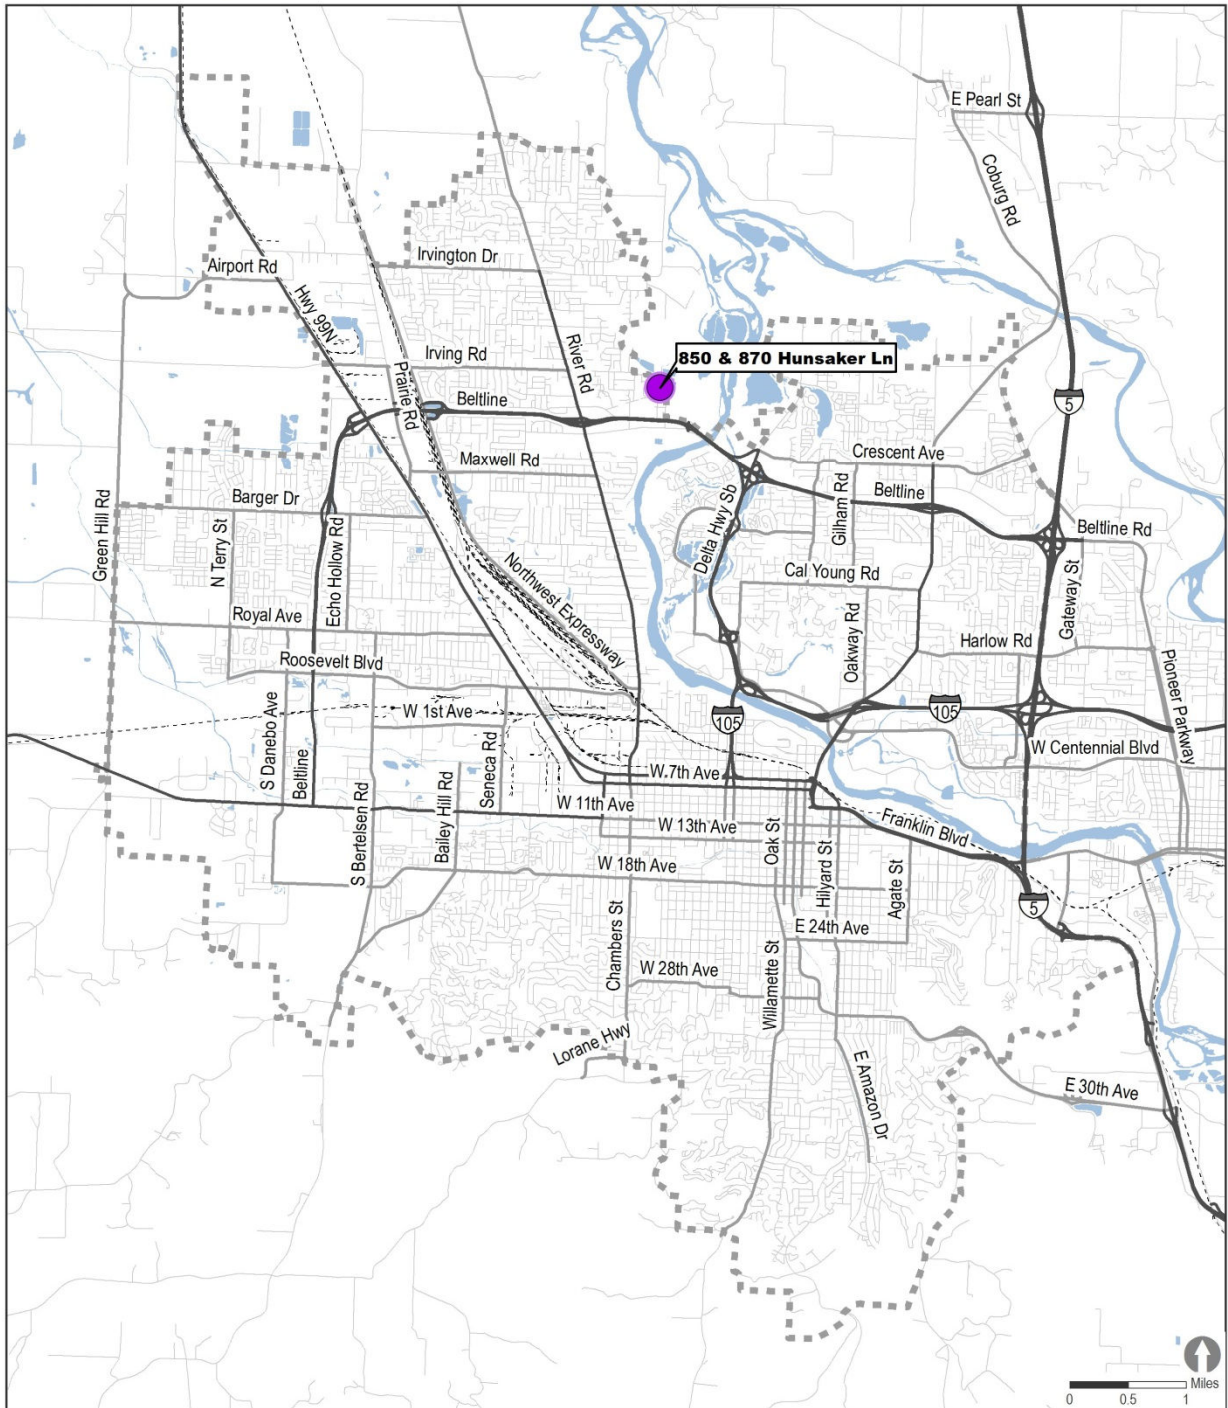 E Pearl St
Coburg Rd
Irvington Dr
Airport Rd
Hwy 99N
850 & 870 Hunsaker Ln
River Rd
Irving Rd
Prairie Rd
Beltline
5
Crescent Ave
Maxwell Rd
Barger Dr
Beltline
Gilham Rd
Delta Hwy Sb
Green Hill Rd
N Terry St
Echo Hollow Rd
Beltline Rd
Northwest Expressway
Cal Young Rd
Gateway St
Royal Ave
Oakway Rd
Harlow Rd
Roosevelt Blvd
Pioneer Parkway
S Danebo Ave
Beltline
W 1st Ave
105
105
Seneca Rd
W Centennial Blvd
W 7th Ave
S Bertelsen Rd
Bailey Hill Rd
W 11th Ave
W 13th Ave
Oak St
Franklin Blvd
Hilyard St
W 18th Ave
Agate St
5
Chambers St
E 24th Ave
W 28th Ave
Willamette St
Lorane Hwy
E Amazon Dr
E 30th Ave
Miles
0 0.5 1